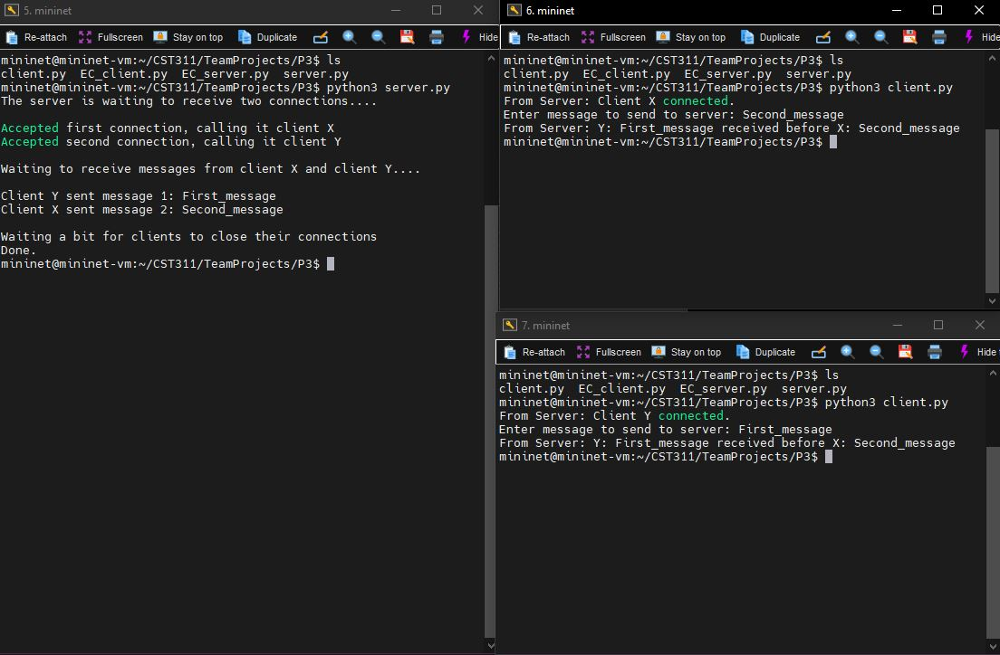 5. mininet
Re-attach Fullscreen Stay on top Duplicate Hide
mininet@mininet-vm:~/CST311/TeamProjects/P3$ ls
client.py  EC_client.py  EC_server.py  server.py
mininet@mininet-vm:~/CST311/TeamProjects/P3$ python3 server.py
The server is waiting to receive two connections....
Accepted first connection, calling it client X
Accepted second connection, calling it client Y
Waiting to receive messages from client X and client Y....
Client Y sent message 1: First_message
Client X sent message 2: Second_message
Waiting a bit for clients to close their connections
Done.
mininet@mininet-vm:~/CST311/TeamProjects/P3$
6. mininet
Re-attach Fullscreen Stay on top Duplicate Hide
mininet@mininet-vm:~/CST311/TeamProjects/P3$ ls
client.py  EC_client.py  EC_server.py  server.py
mininet@mininet-vm:~/CST311/TeamProjects/P3$ python3 client.py
From Server: Client X connected.
Enter message to send to server: Second_message
From Server: Y: First_message received before X: Second_message
mininet@mininet-vm:~/CST311/TeamProjects/P3$
7. mininet
Re-attach Fullscreen Stay on top Duplicate Hide
mininet@mininet-vm:~/CST311/TeamProjects/P3$ ls
client.py  EC_client.py  EC_server.py  server.py
mininet@mininet-vm:~/CST311/TeamProjects/P3$ python3 client.py
From Server: Client Y connected.
Enter message to send to server: First_message
From Server: Y: First_message received before X: Second_message
mininet@mininet-vm:~/CST311/TeamProjects/P3$